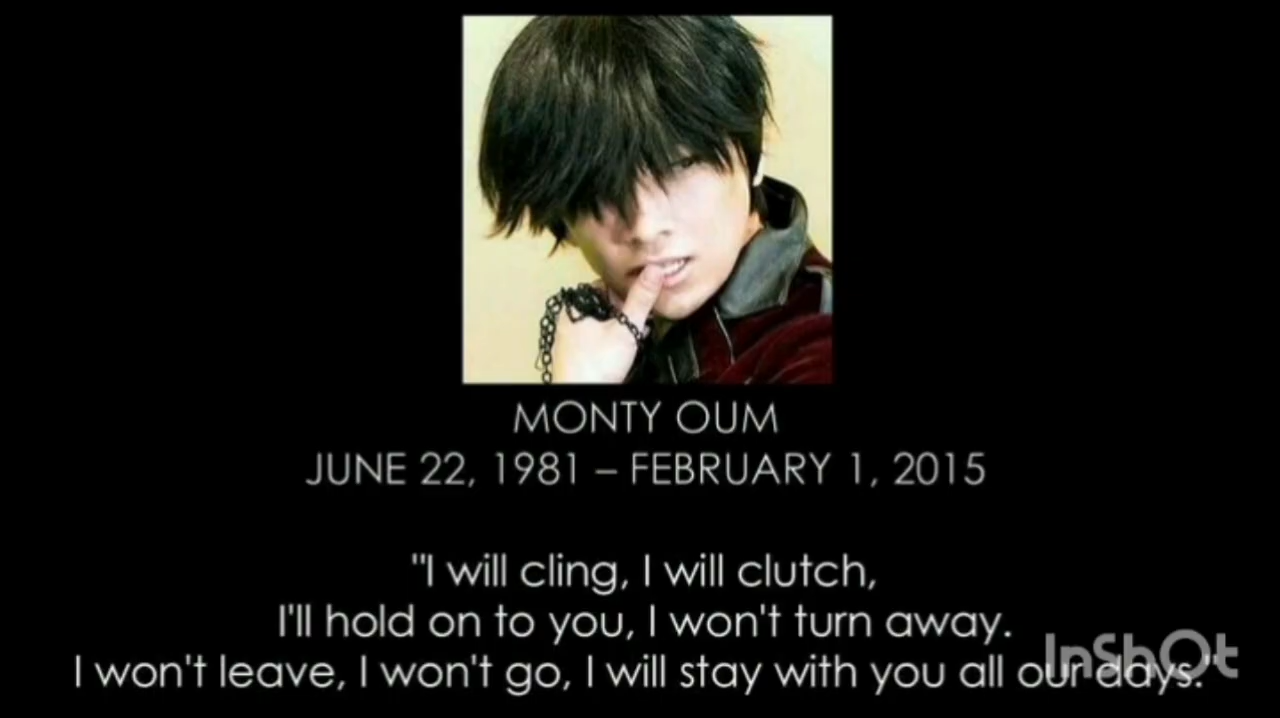 MONTY OUM
JUNE 22, 1981 – FEBRUARY 1, 2015
"I will cling, I will clutch,
I'll hold on to you, I won't turn away.
I won't leave, I won't go, I will stay with you all our days."
InShOt